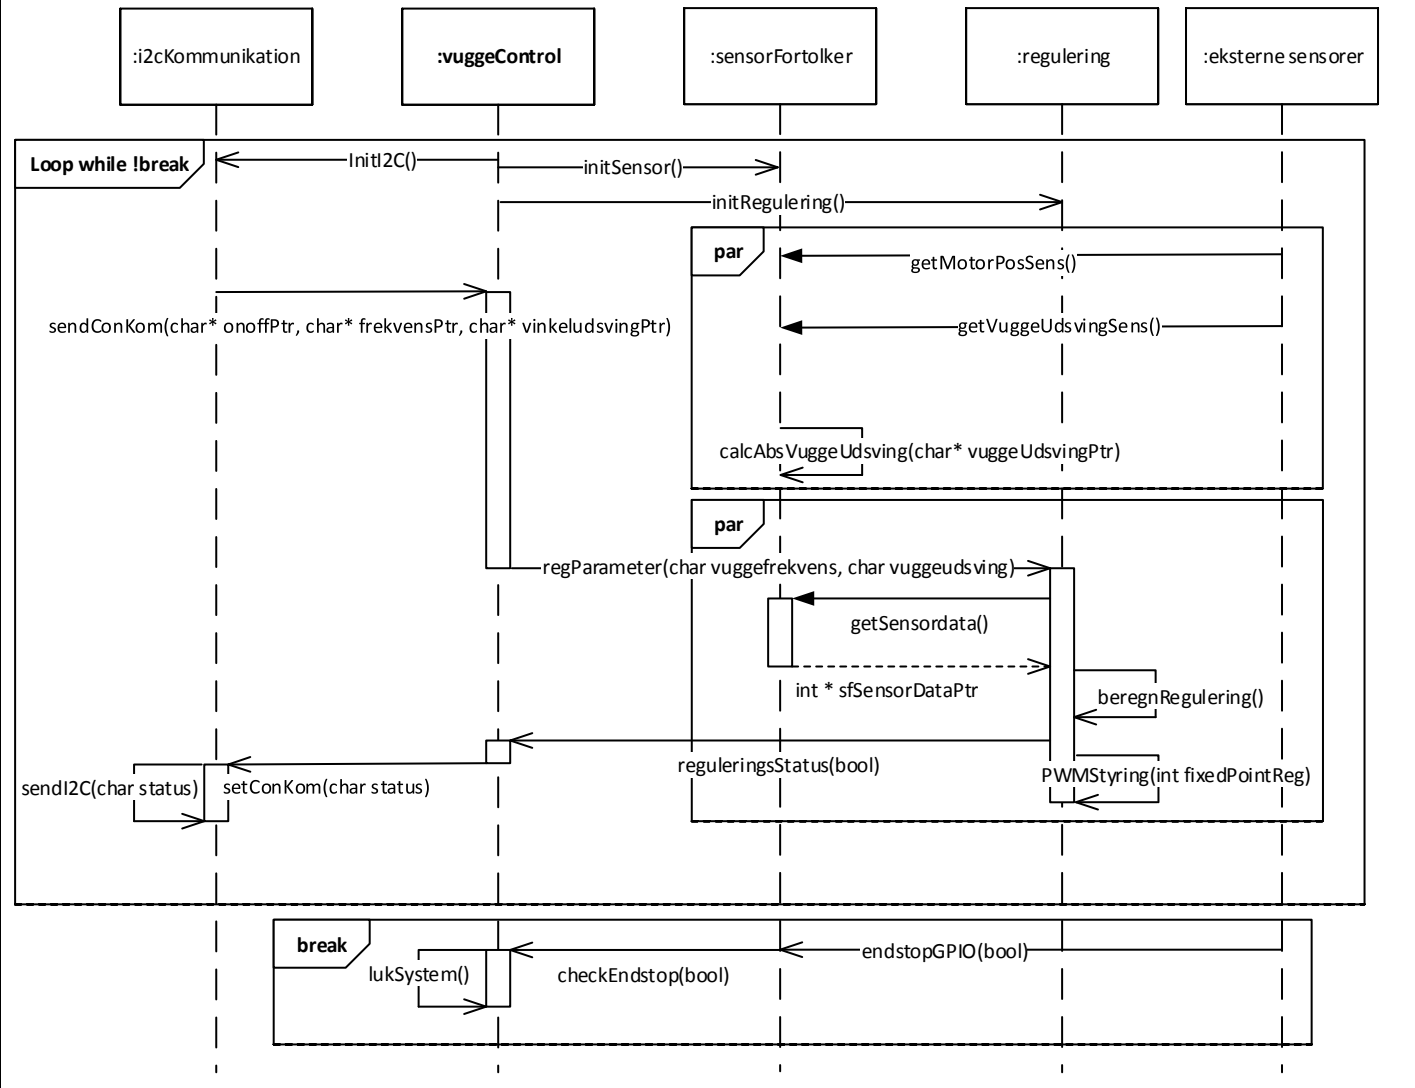 :i2cKommunikation
:vuggeControl
:sensorFortolker
:regulering
:eksterne sensorer
Loop while !break
InitI2C()
initSensor()
initRegulering()
par
getMotorPosSens()
sendConKom(char* onoffPtr, char* frekvensPtr, char* vinkeludsvingPtr)
getVuggeUdsvingSens()
calcAbsVuggeUdsving(char* vuggeUdsvingPtr)
par
regParameter(char vuggefrekvens, char vuggeudsving)
getSensordata()
int * sfSensorDataPtr
beregnRegulering()
reguleringsStatus(bool)
PWMStyring(int fixedPointReg)
sendI2C(char status)
setConKom(char status)
break
endstopGPIO(bool)
lukSystem()
checkEndstop(bool)